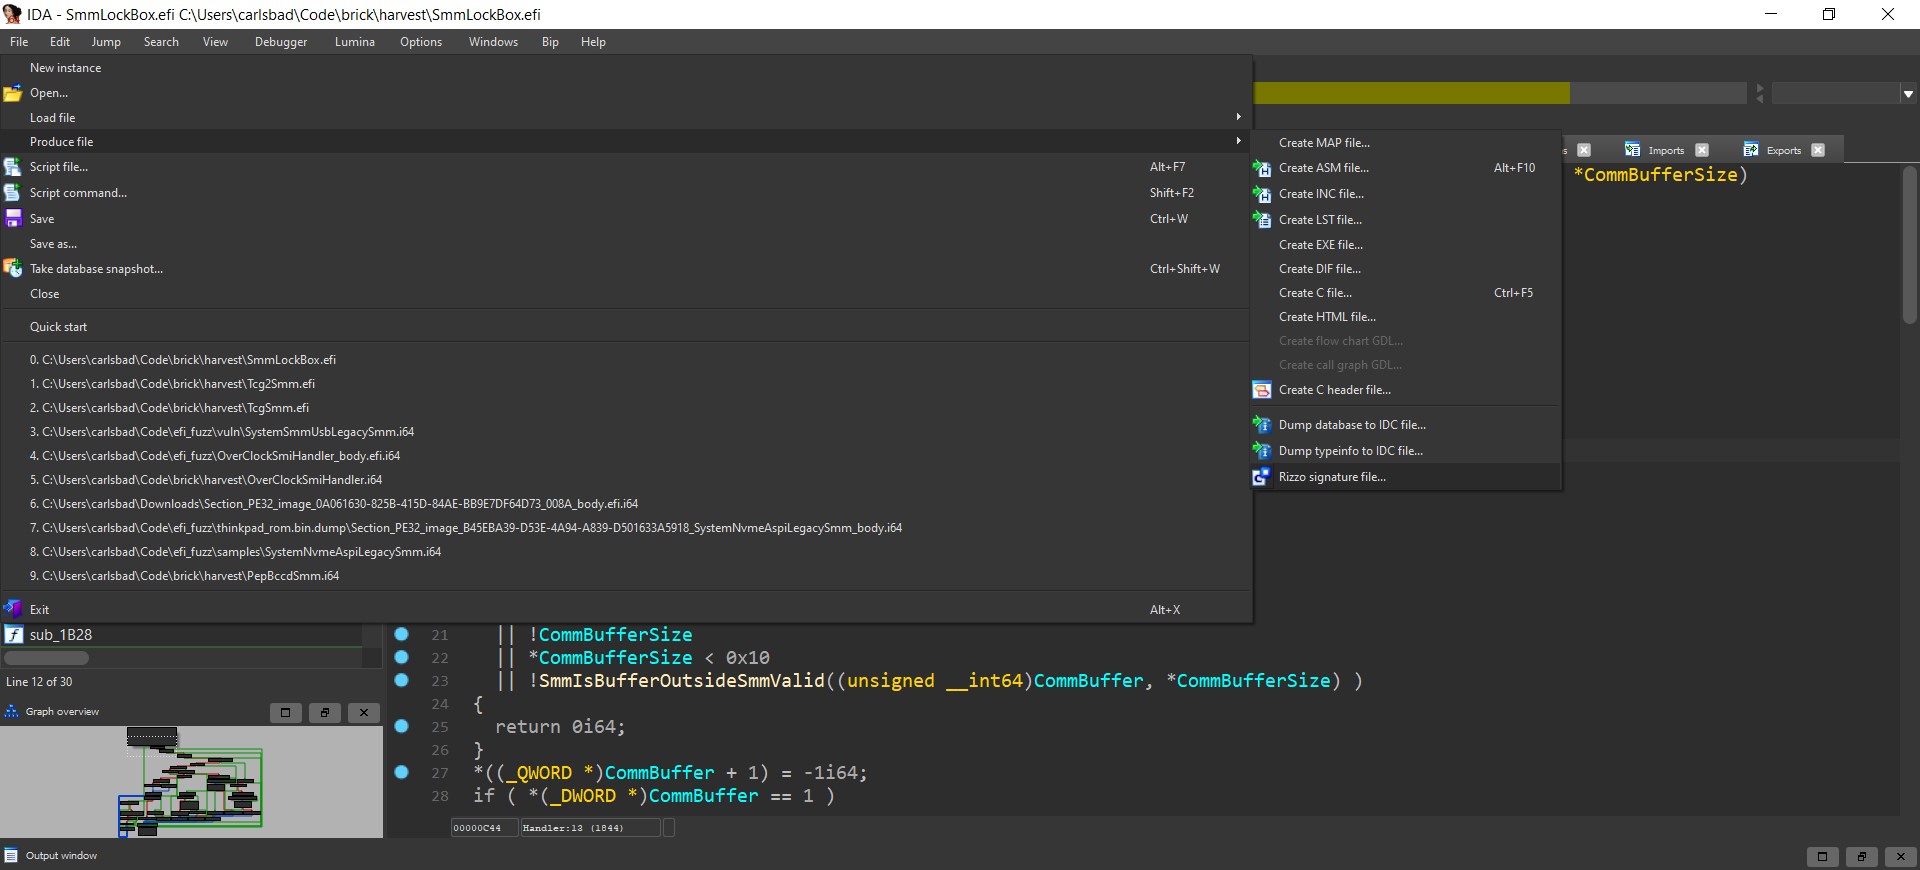 IDA - SmmLockBox.efi C:\Users\carlsbad\Code\brick\harvest\SmmLockBox.efi
File Edit Jump Search View Debugger Lumina Options Windows Bip Help
New instance
Open...
Load file
Produce file
Script file... Alt+F7
Script command... Shift+F2
Save Ctrl+W
Save as...
Take database snapshot... Ctrl+Shift+W
Close
Quick start
0. C:\Users\carlsbad\Code\brick\harvest\SmmLockBox.efi
1. C:\Users\carlsbad\Code\brick\harvest\Tcg2Smm.efi
2. C:\Users\carlsbad\Code\brick\harvest\TcgSmm.efi
3. C:\Users\carlsbad\Code\efi_fuzz\vuln\SystemSmmUsbLegacySmm.i64
4. C:\Users\carlsbad\Code\efi_fuzz\OverClockSmiHandler_body.efi.i64
5. C:\Users\carlsbad\Code\brick\harvest\OverClockSmiHandler.i64
6. C:\Users\carlsbad\Downloads\Section_PE32_image_0A061630-825B-415D-84AE-BB9E7DF64D73_008A_body.efi.i64
7. C:\Users\carlsbad\Code\efi_fuzz\thinkpad_rom.bin.dump\Section_PE32_image_B45EBA39-D53E-4A94-A839-D501633A5918_SystemNvmeAspiLegacySmm_body.i64
8. C:\Users\carlsbad\Code\efi_fuzz\samples\SystemNvmeAspiLegacySmm.i64
9. C:\Users\carlsbad\Code\brick\harvest\PepBccdSmm.i64
Exit Alt+X
Create MAP file...
Create ASM file... Alt+F10
Create INC file...
Create LST file...
Create EXE file...
Create DIF file...
Create C file... Ctrl+F5
Create HTML file...
Create flow chart GDL...
Create call graph GDL...
Create C header file...
Dump database to IDC file...
Dump typeinfo to IDC file...
Rizzo signature file...
Imports Exports
*CommBufferSize)
sub_1B28
Line 12 of 30
Graph overview
21 || !CommBufferSize
22 || *CommBufferSize < 0x10
23 || !SmmIsBufferOutsideSmmValid((unsigned __int64)CommBuffer, *CommBufferSize) )
24 {
25 return 0i64;
26 }
27 *((_QWORD *)CommBuffer + 1) = -1i64;
28 if ( *(_DWORD *)CommBuffer == 1 )
00000C44 Handler:13 (1844)
Output window